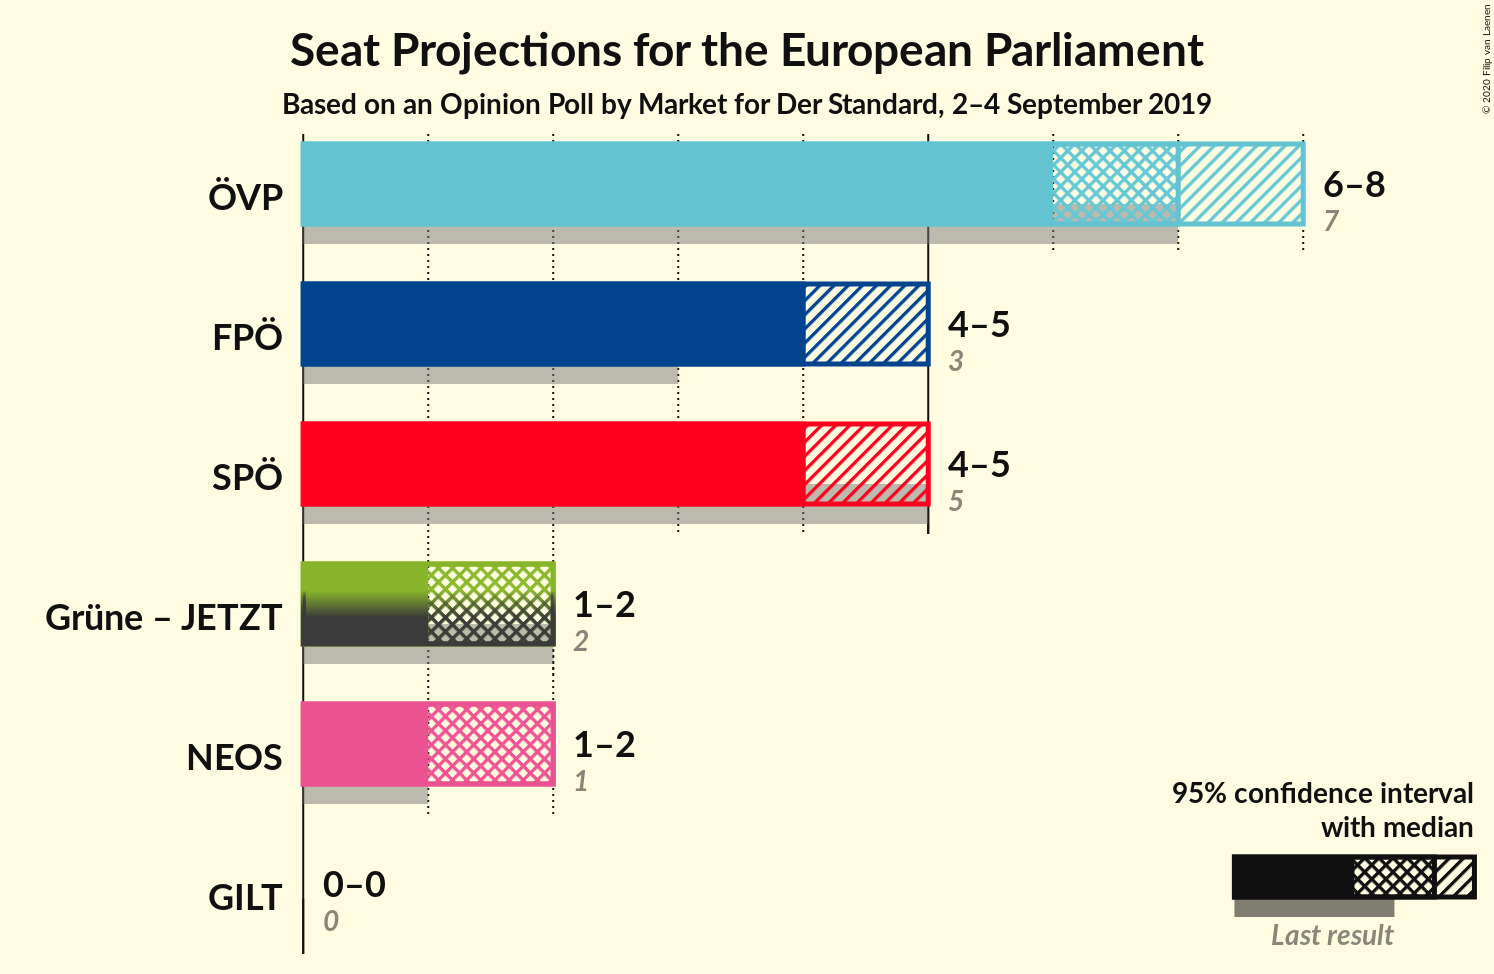 Seat Projections for the European Parliament
Based on an Opinion Poll by Market for Der Standard, 2–4 September 2019
© 2020 Filip van Laenen
ÖVP
6–8
7
FPÖ
4–5
3
SPÖ
4–5
5
Grüne – JETZT
1–2
2
NEOS
1–2
1
GILT
0–0
0
95% confidence interval
with median
Last result